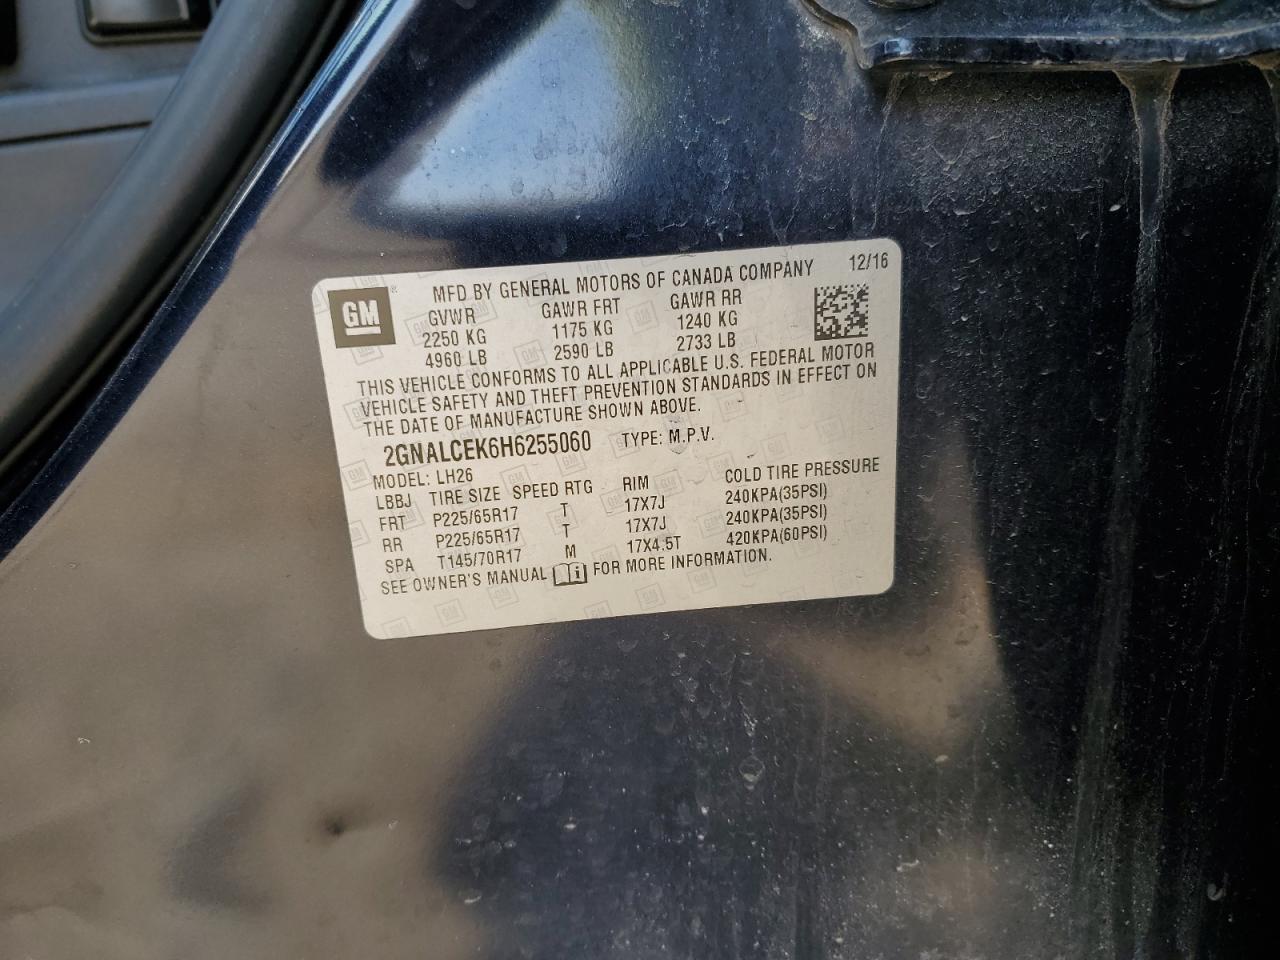 GM ® MFD BY GENERAL MOTORS OF CANADA COMPANY 12/16
GVWR GAWR FRT GAWR RR
2250 KG 1175 KG 1240 KG
4960 LB 2590 LB 2733 LB
THIS VEHICLE CONFORMS TO ALL APPLICABLE U.S. FEDERAL MOTOR
VEHICLE SAFETY AND THEFT PREVENTION STANDARDS IN EFFECT ON
THE DATE OF MANUFACTURE SHOWN ABOVE.
2GNALCEK6H6255060 TYPE: M.P.V.
MODEL: LH26
LBBJ TIRE SIZE SPEED RTG RIM COLD TIRE PRESSURE
FRT P225/65R17 T 17X7J 240KPA(35PSI)
RR P225/65R17 T 17X7J 240KPA(35PSI)
SPA T145/70R17 M 17X4.5T 420KPA(60PSI)
SEE OWNER'S MANUAL FOR MORE INFORMATION.